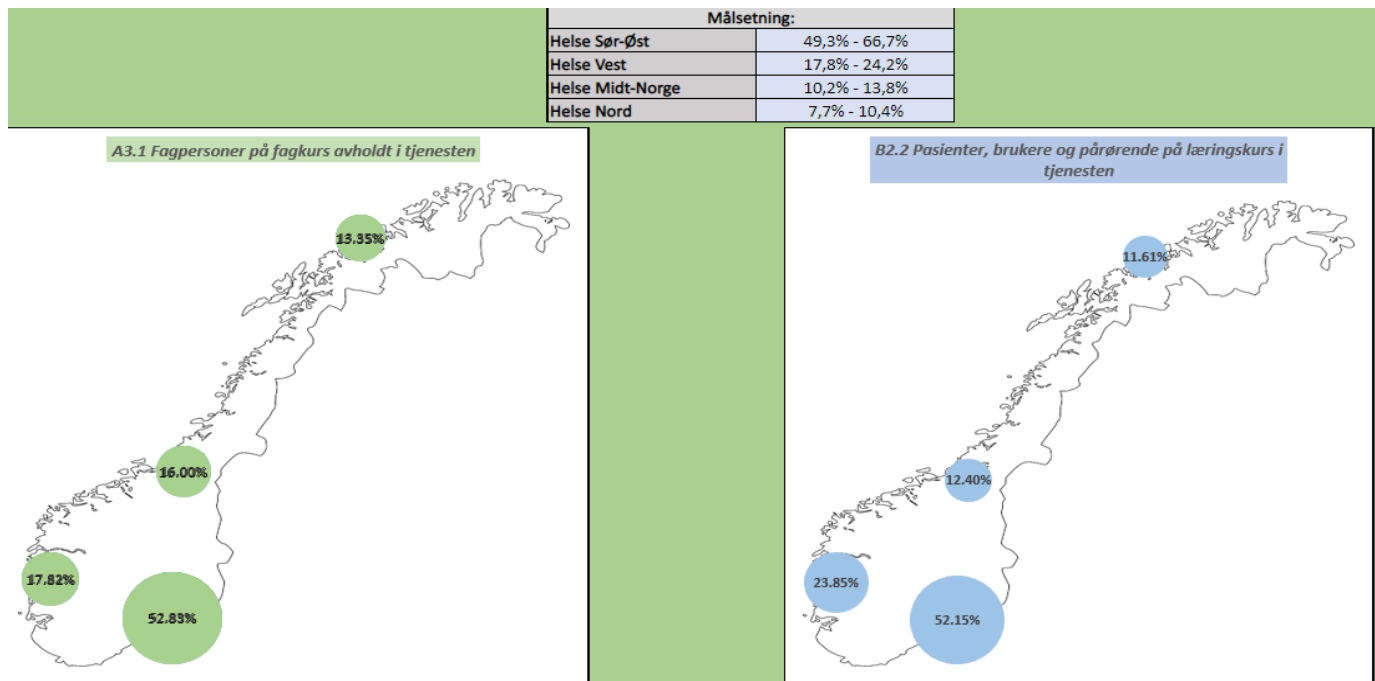 Målsetning:
Helse Sør-Øst 49,3% - 66,7%
Helse Vest 17,8% - 24,2%
Helse Midt-Norge 10,2% - 13,8%
Helse Nord 7,7% - 10,4%
A3.1 Fagpersoner på fagkurs avholdt i tjenesten
13.35%
16.00%
17.82%
52.83%
B2.2 Pasienter, brukere og pårørende på læringskurs i
tjenesten
11.61%
12.40%
23.85%
52.15%